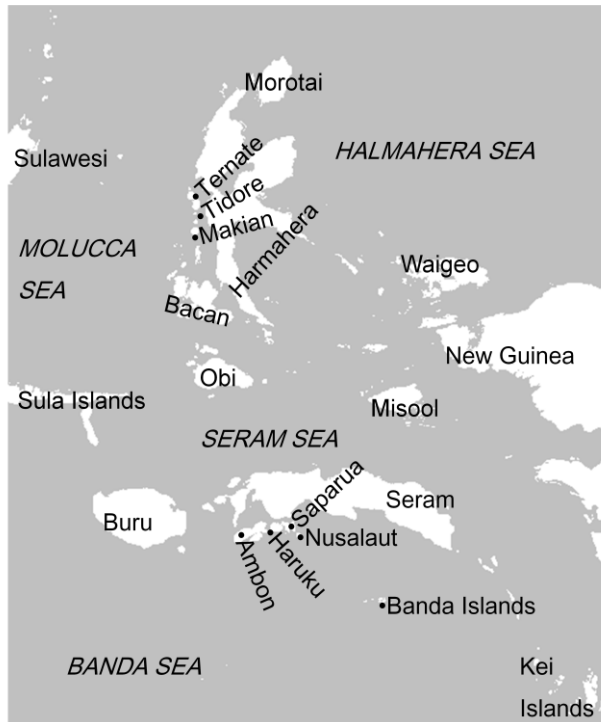 Morotai
Sulawesi
HALMAHERA SEA
Ternate
Tidore
Makian
Harmahera
MOLUCCA
SEA
Waigeo
Bacan
New Guinea
Obi
Sula Islands
Misool
SERAM SEA
Saparua
Seram
Buru
Nusalaut
Ambon
Haruku
Banda Islands
BANDA SEA
Kei
Islands